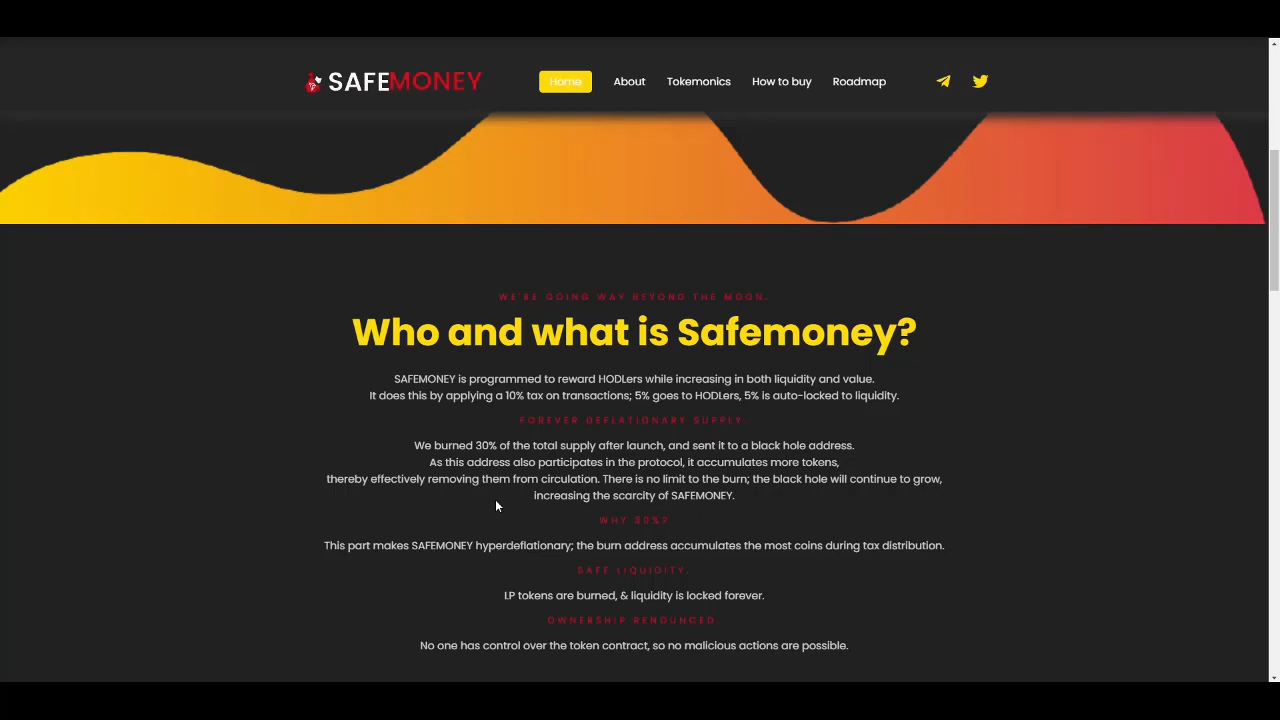 SAFEMONEY
Home About Tokemonics How to buy Roadmap
WE'RE GOING WAY BEYOND THE MOON.
Who and what is Safemoney?
SAFEMONEY is programmed to reward HODLers while increasing in both liquidity and value.
It does this by applying a 10% tax on transactions; 5% goes to HODLers, 5% is auto-locked to liquidity.
FOREVER DEFLATIONARY SUPPLY.
We burned 30% of the total supply after launch, and sent it to a black hole address.
As this address also participates in the protocol, it accumulates more tokens,
thereby effectively removing them from circulation. There is no limit to the burn; the black hole will continue to grow,
increasing the scarcity of SAFEMONEY.
WHY 30%?
This part makes SAFEMONEY hyperdeflationary; the burn address accumulates the most coins during tax distribution.
SAFE LIQUIDITY.
LP tokens are burned, & liquidity is locked forever.
OWNERSHIP RENOUNCED.
No one has control over the token contract, so no malicious actions are possible.